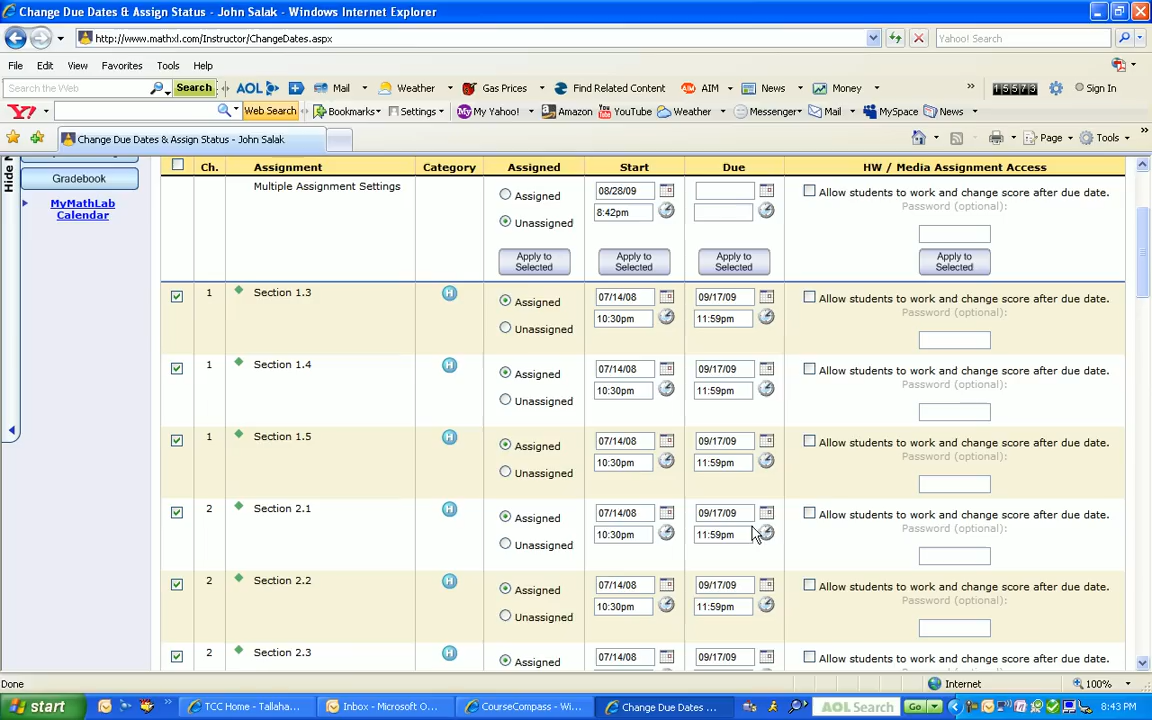 Change Due Dates & Assign Status - John Salak - Windows Internet Explorer
http://www.mathxl.com/Instructor/ChangeDates.aspx
Yahoo! Search
File Edit View Favorites Tools Help
Search the Web Search AOL Mail Weather Gas Prices Find Related Content AIM News Money » 15573 Sign In
Y! Web Search Bookmarks Settings My Yahoo! Amazon YouTube Weather Messenger Mail MySpace News
Change Due Dates & Assign Status - John Salak Page Tools »
Hide
Gradebook
MyMathLab
Calendar
Ch. Assignment Category Assigned Start Due HW / Media Assignment Access
Multiple Assignment Settings Assigned 08/28/09 Allow students to work and change score after due date.
Unassigned 8:42pm Password (optional):
Apply to Selected Apply to Selected Apply to Selected Apply to Selected
1 Section 1.3 H Assigned 07/14/08 09/17/09 Allow students to work and change score after due date.
Unassigned 10:30pm 11:59pm Password (optional):
1 Section 1.4 H Assigned 07/14/08 09/17/09 Allow students to work and change score after due date.
Unassigned 10:30pm 11:59pm Password (optional):
1 Section 1.5 H Assigned 07/14/08 09/17/09 Allow students to work and change score after due date.
Unassigned 10:30pm 11:59pm Password (optional):
2 Section 2.1 H Assigned 07/14/08 09/17/09 Allow students to work and change score after due date.
Unassigned 10:30pm 11:59pm Password (optional):
2 Section 2.2 H Assigned 07/14/08 09/17/09 Allow students to work and change score after due date.
Unassigned 10:30pm 11:59pm Password (optional):
2 Section 2.3 H Assigned 07/14/08 09/17/09 Allow students to work and change score after due date.
Done Internet 100%
start TCC Home - Tallaha... Inbox - Microsoft O... CourseCompass - Wi... Change Due Dates ... AOL Search Go 8:43 PM